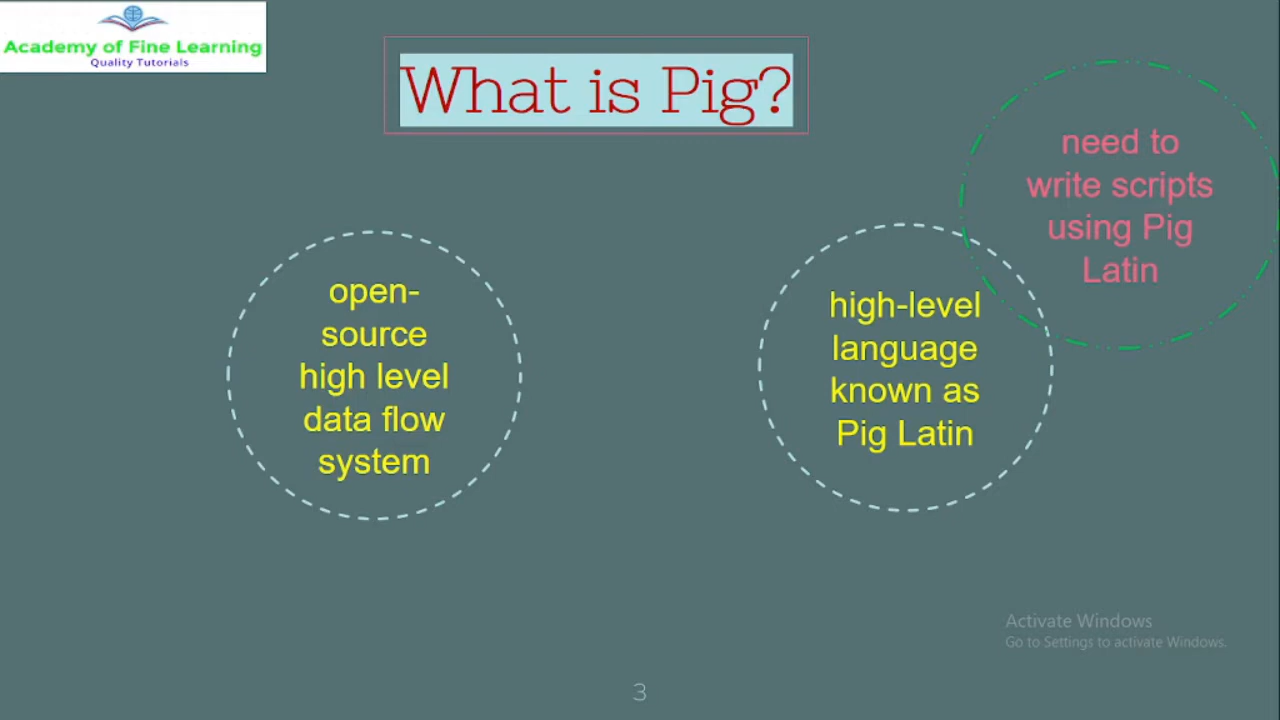 Academy of Fine Learning
Quality Tutorials
What is Pig?
need to
write scripts
using Pig
Latin
open-
source
high level
data flow
system
high-level
language
known as
Pig Latin
Activate Windows
Go to Settings to activate Windows.
3